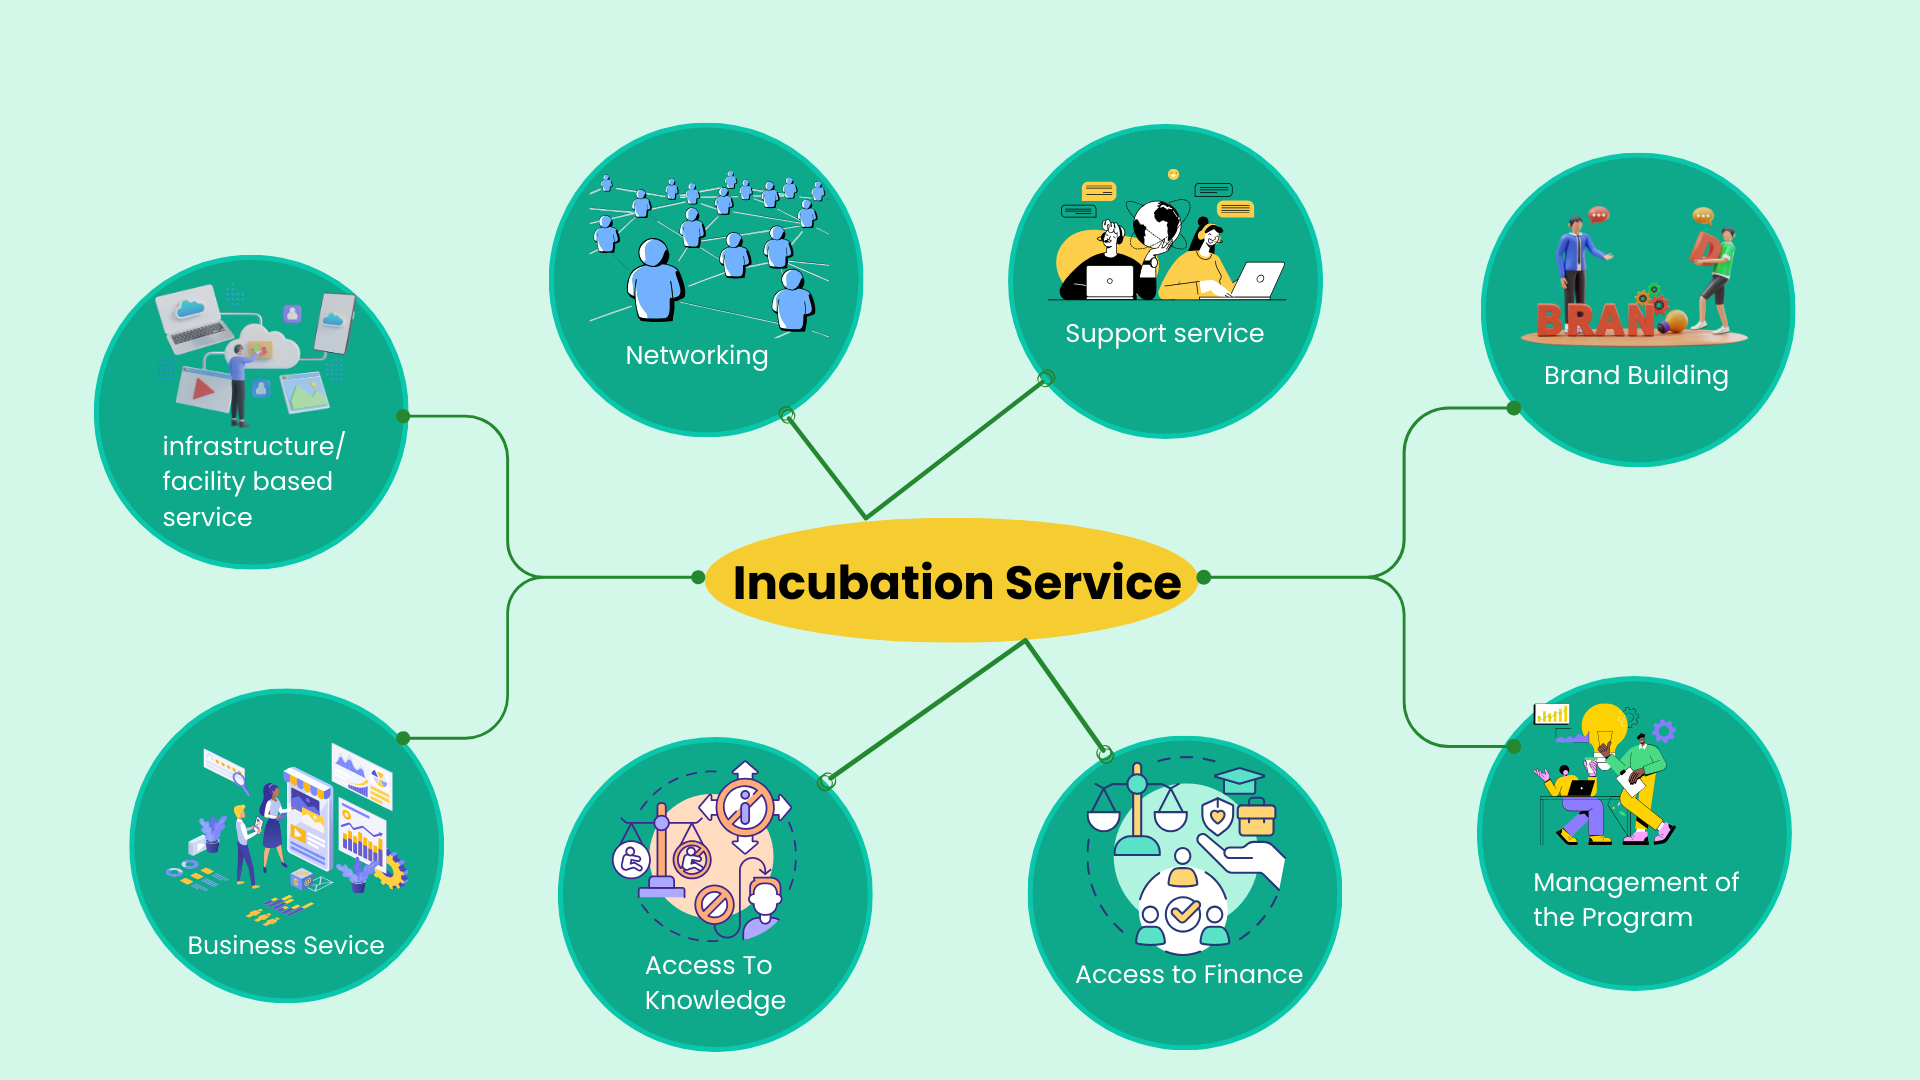 Networking
Support service
BRAN
D
Brand Building
infrastructure/
facility based
service
Incubation Service
Business Sevice
Access To
Knowledge
Access to Finance
Management of
the Program